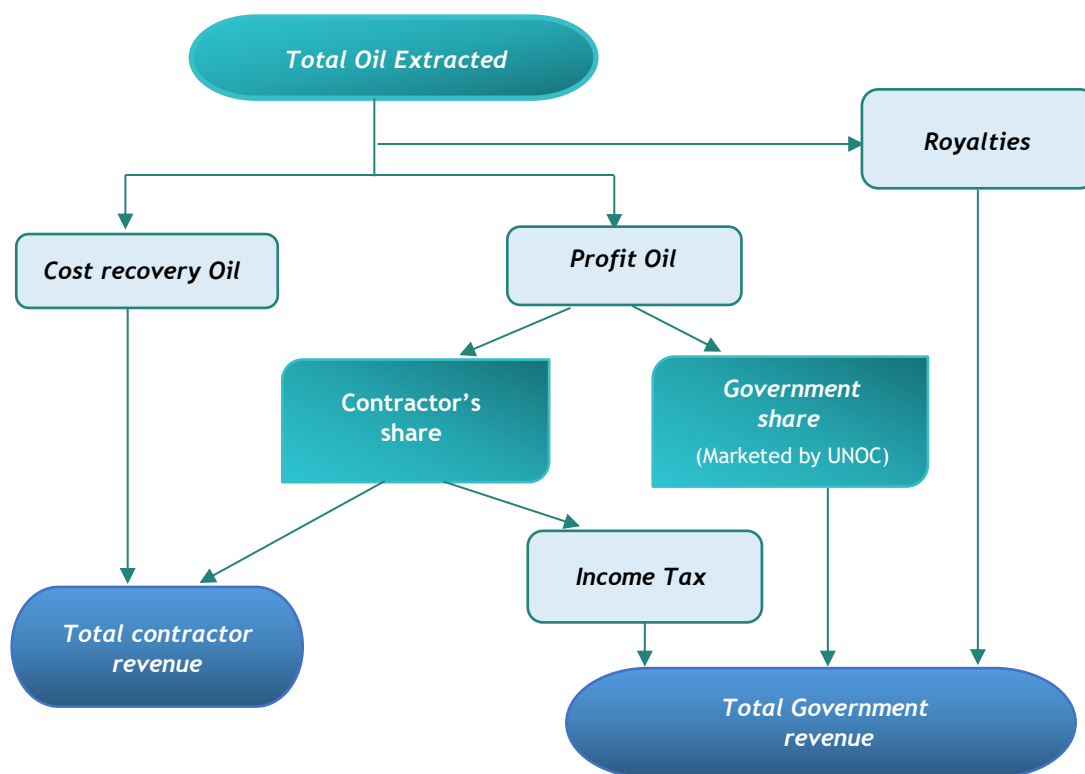 Total Oil Extracted
Royalties
Cost recovery Oil
Profit Oil
Contractor’s
share
Government
share
(Marketed by UNOC)
Income Tax
Total contractor
revenue
Total Government
revenue